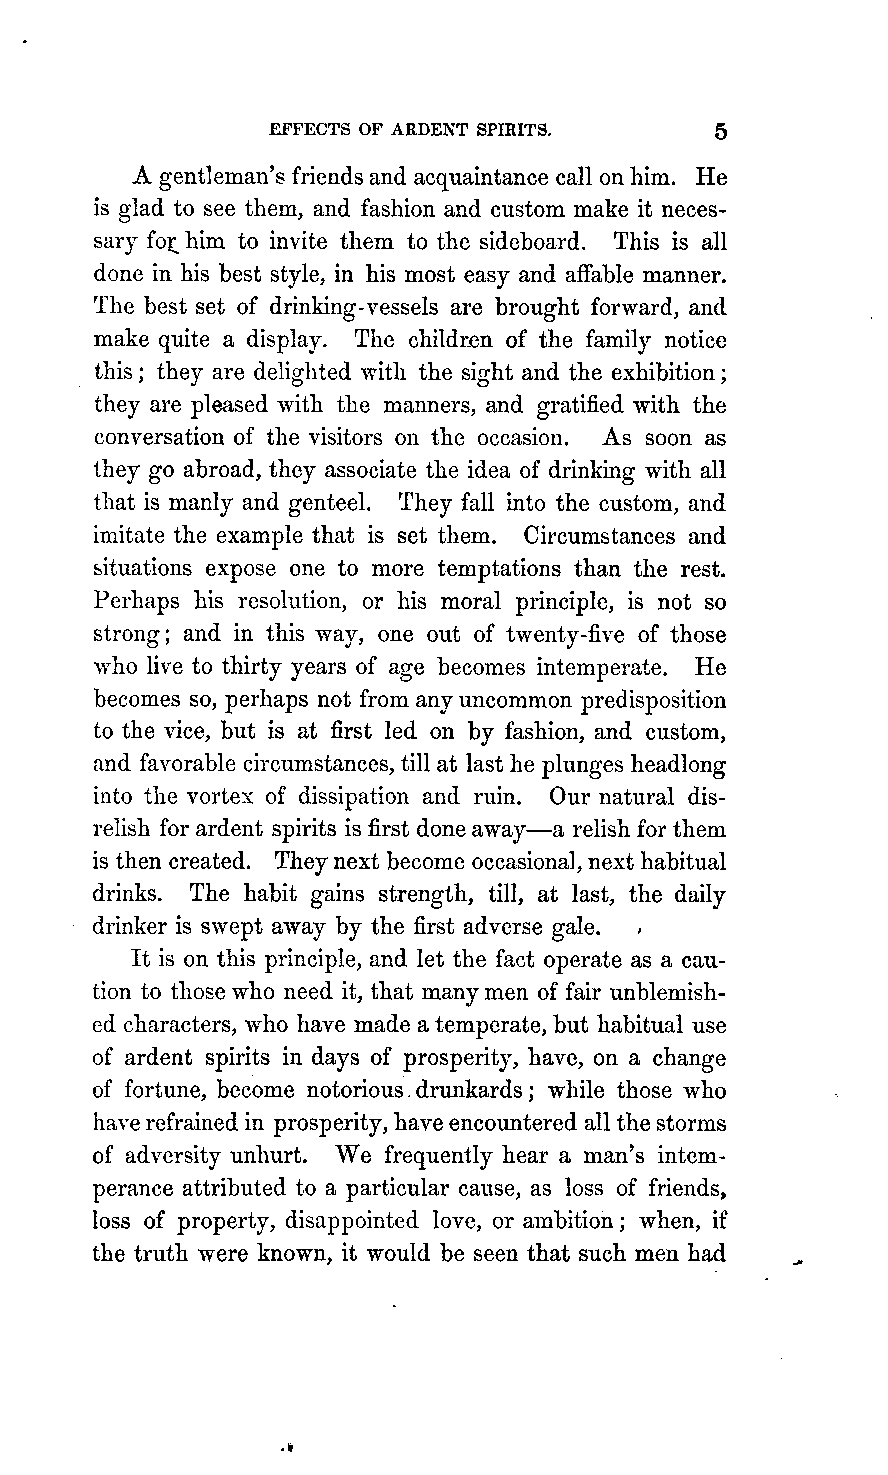 EFFECTS OF ARDENT SPIRITS. 5
A gentleman's friends and acquaintance call on him. He
is glad to see them, and fashion and custom make it neces-
sary for him to invite them to the sideboard. This is all
done in his best style, in his most easy and affable manner.
The best set of drinking-vessels are brought forward, and
make quite a display. The children of the family notice
this; they are delighted with the sight and the exhibition;
they are pleased with the manners, and gratified with the
conversation of the visitors on the occasion. As soon as
they go abroad, they associate the idea of drinking with all
that is manly and genteel. They fall into the custom, and
imitate the example that is set them. Circumstances and
situations expose one to more temptations than the rest.
Perhaps his resolution, or his moral principle, is not so
strong; and in this way, one out of twenty-five of those
who live to thirty years of age becomes intemperate. He
becomes so, perhaps not from any uncommon predisposition
to the vice, but is at first led on by fashion, and custom,
and favorable circumstances, till at last he plunges headlong
into the vortex of dissipation and ruin. Our natural dis-
relish for ardent spirits is first done away—a relish for them
is then created. They next become occasional, next habitual
drinks. The habit gains strength, till, at last, the daily
drinker is swept away by the first adverse gale.
It is on this principle, and let the fact operate as a cau-
tion to those who need it, that many men of fair unblemish-
ed characters, who have made a temperate, but habitual use
of ardent spirits in days of prosperity, have, on a change
of fortune, become notorious drunkards; while those who
have refrained in prosperity, have encountered all the storms
of adversity unhurt. We frequently hear a man's intem-
perance attributed to a particular cause, as loss of friends,
loss of property, disappointed love, or ambition; when, if
the truth were known, it would be seen that such men had